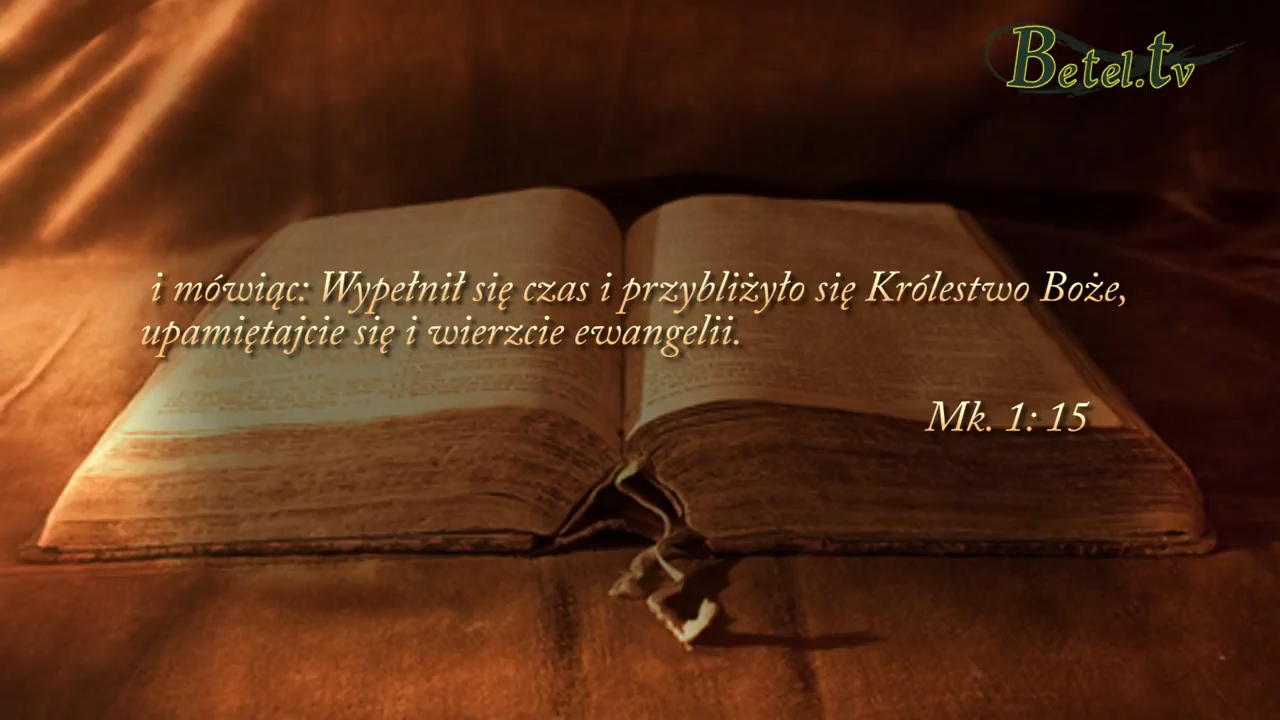 Betel.tv
i mówiąc: Wypełnił się czas i przybliżyło się Królestwo Boże,
upamiętajcie się i wierzcie ewangelii.
Mk. 1: 15